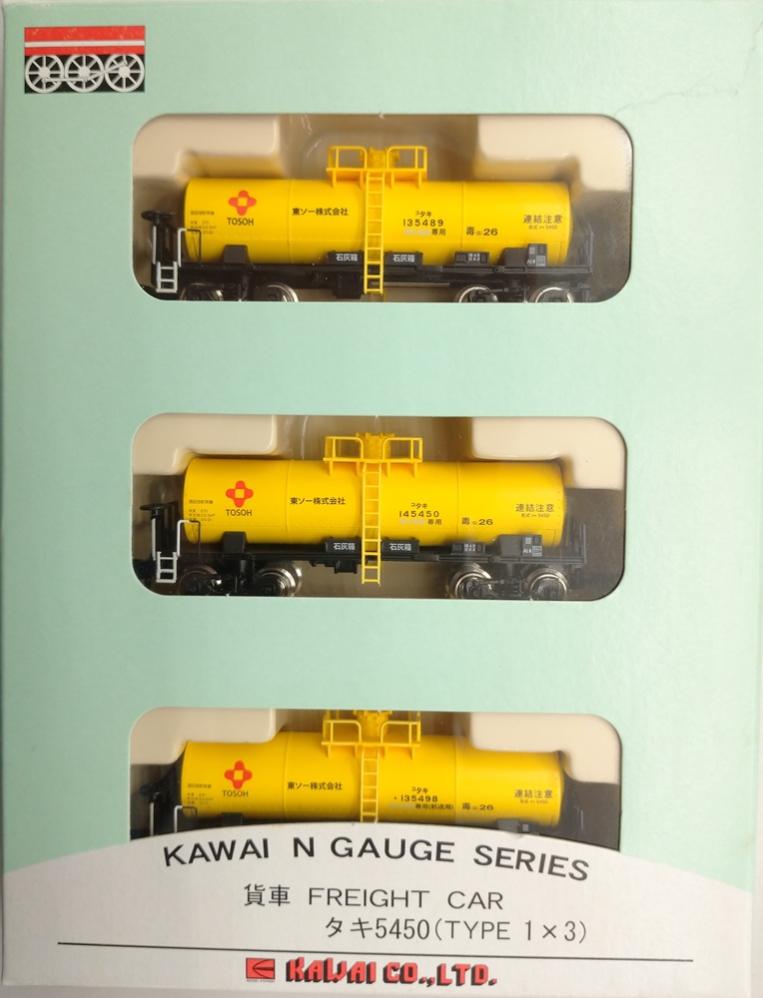 TOSOH
東ソー株式会社
コタキ
135489
専用
毒 26
連結注意
石灰箱
石灰箱
TOSOH
東ソー株式会社
コタキ
145450
専用
毒 26
連結注意
石灰箱
石灰箱
TOSOH
東ソー株式会社
コタキ
135498
毒 26
連結注意
KAWAI N GAUGE SERIES
貨車 FREIGHT CAR
タキ5450(TYPE 1×3)
KAWAI CO.,LTD.